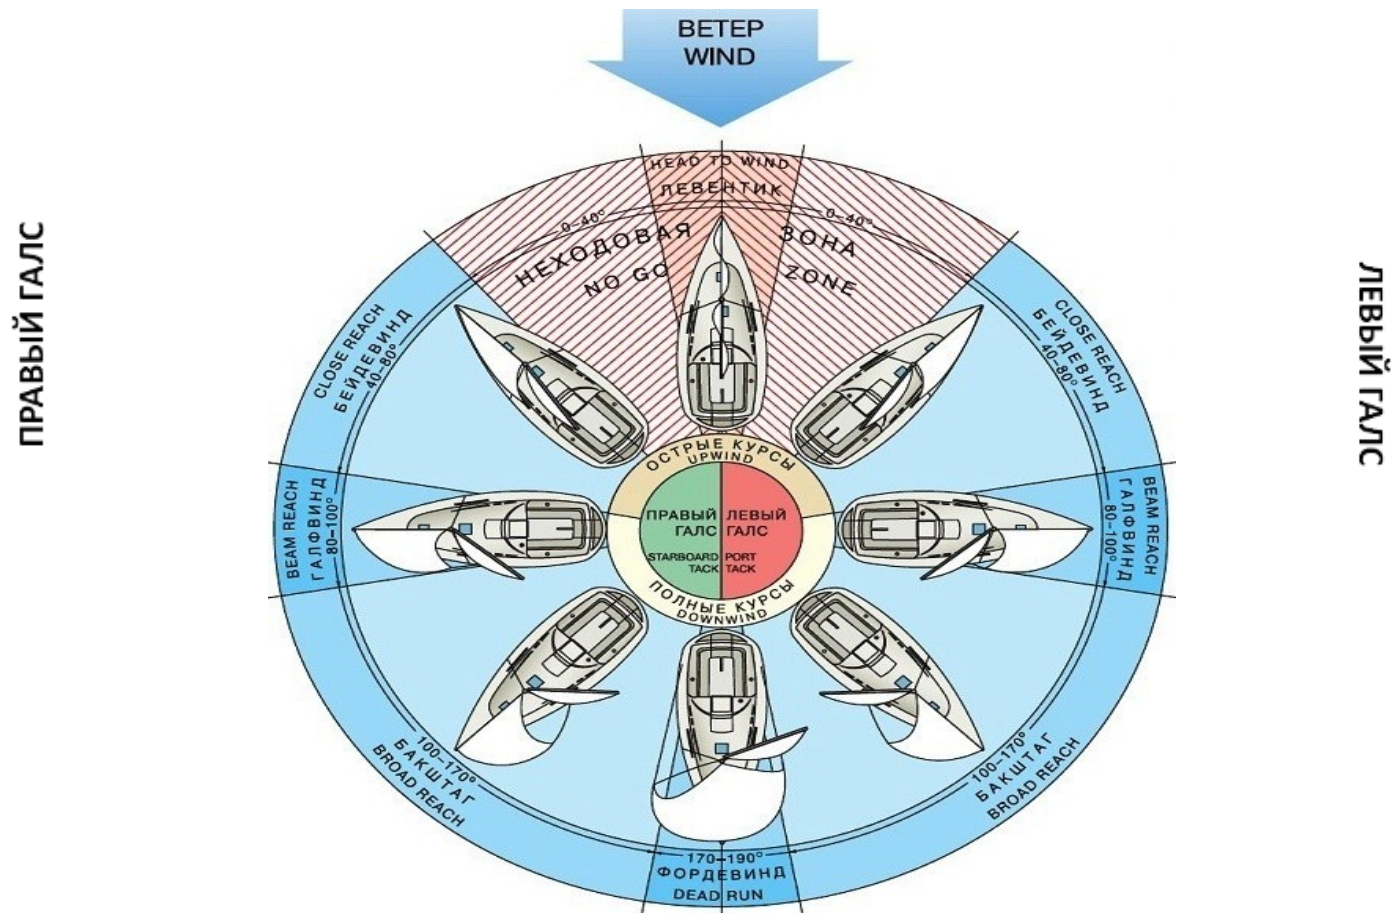 ВЕТЕР
WIND
HEAD TO WIND
ЛЕВЕНТИК
0–40°
0–40°
НЕХОДОВАЯ ЗОНА
NO GO ZONE
ПРАВЫЙ ГАЛС
ЛЕВЫЙ ГАЛС
CLOSE REACH
БЕЙДЕВИНД
40–80°
CLOSE REACH
БЕЙДЕВИНД
40–80°
ОСТРЫЕ КУРСЫ
UPWIND
BEAM REACH
ГАЛФВИНД
80–100°
ПРАВЫЙ
ГАЛС
STARBOARD
TACK
ЛЕВЫЙ
ГАЛС
PORT
TACK
BEAM REACH
ГАЛФВИНД
80–100°
ПОЛНЫЕ КУРСЫ
DOWNWIND
100–170°
БАКШТАГ
BROAD REACH
100–170°
БАКШТАГ
BROAD REACH
170–190°
ФОРДЕВИНД
DEAD RUN